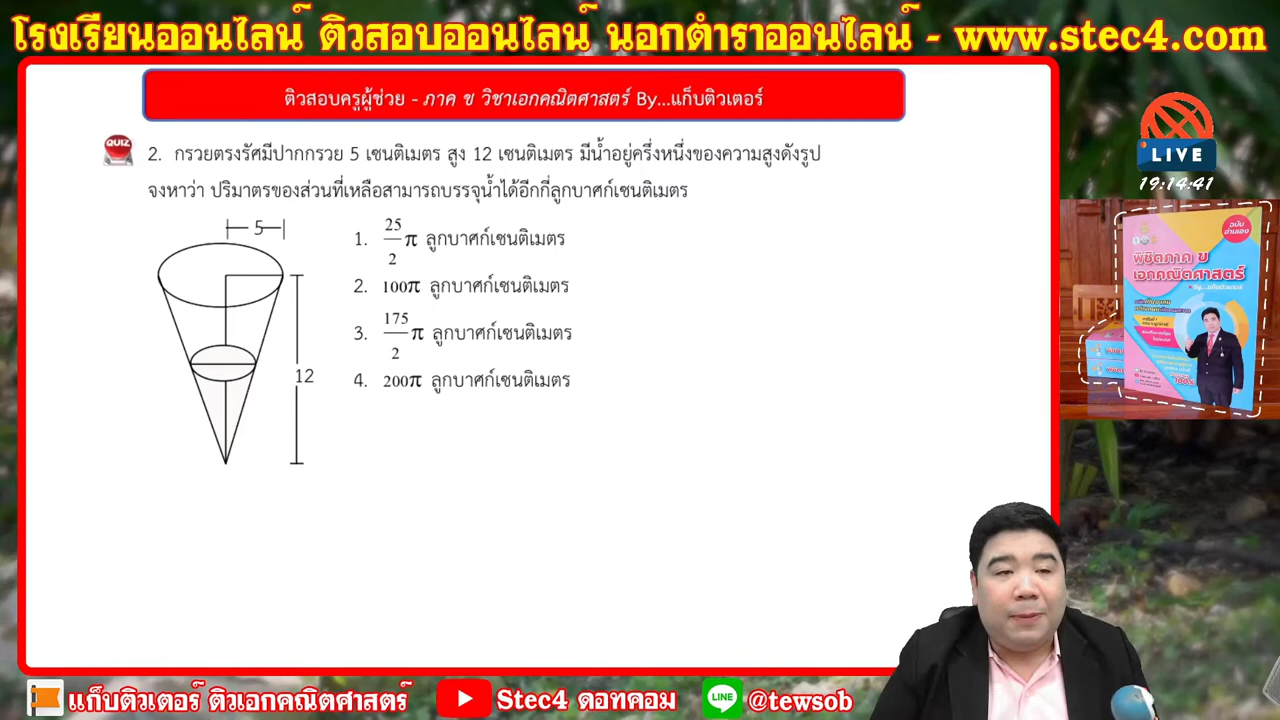 โรงเรียนออนไลน์ ติวสอบออนไลน์ นอกตำราออนไลน์ - www.stec4.com
ติวสอบครูผู้ช่วย - ภาค ข วิชาเอกคณิตศาสตร์ By...แก็บติวเตอร์
QUIZ
2. กรวยตรงรัศมีปากกรวย 5 เซนติเมตร สูง 12 เซนติเมตร มีน้ำอยู่ครึ่งหนึ่งของความสูงดังรูป
จงหาว่า ปริมาตรของส่วนที่เหลือสามารถบรรจุน้ำได้อีกกี่ลูกบาศก์เซนติเมตร
5
12
1. 25/2 π ลูกบาศก์เซนติเมตร
2. 100π ลูกบาศก์เซนติเมตร
3. 175/2 π ลูกบาศก์เซนติเมตร
4. 200π ลูกบาศก์เซนติเมตร
LIVE
19:14:41
ฉบับ
อ่านเอง
พิชิตภาค ข
เอกคณิตศาสตร์
แก็บติวเตอร์ ติวเอกคณิตศาสตร์
Stec4 ดอทคอม
LINE
@tewsob